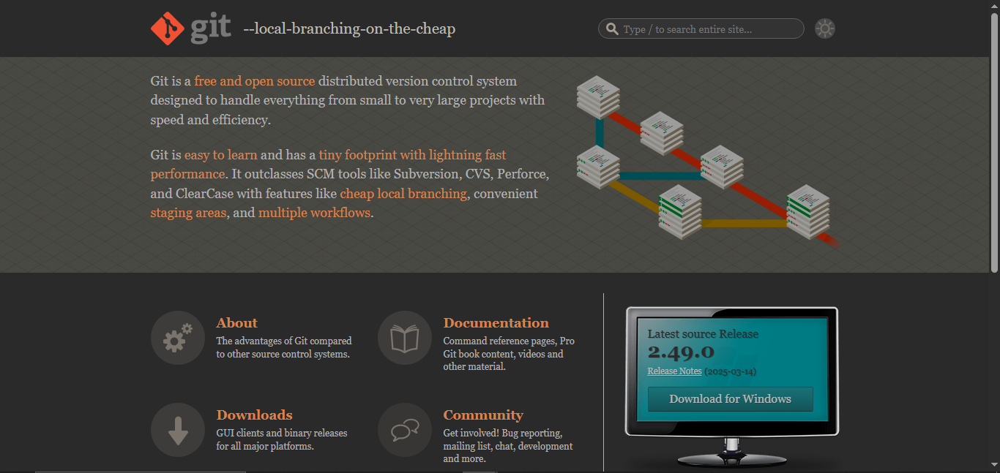 git --local-branching-on-the-cheap
Type / to search entire site...
Git is a free and open source distributed version control system
designed to handle everything from small to very large projects with
speed and efficiency.
Git is easy to learn and has a tiny footprint with lightning fast
performance. It outclasses SCM tools like Subversion, CVS, Perforce,
and ClearCase with features like cheap local branching, convenient
staging areas, and multiple workflows.
About
The advantages of Git compared
to other source control systems.
Documentation
Command reference pages, Pro
Git book content, videos and
other material.
Downloads
GUI clients and binary releases
for all major platforms.
Community
Get involved! Bug reporting,
mailing list, chat, development
and more.
Latest source Release
2.49.0
Release Notes (2025-03-14)
Download for Windows